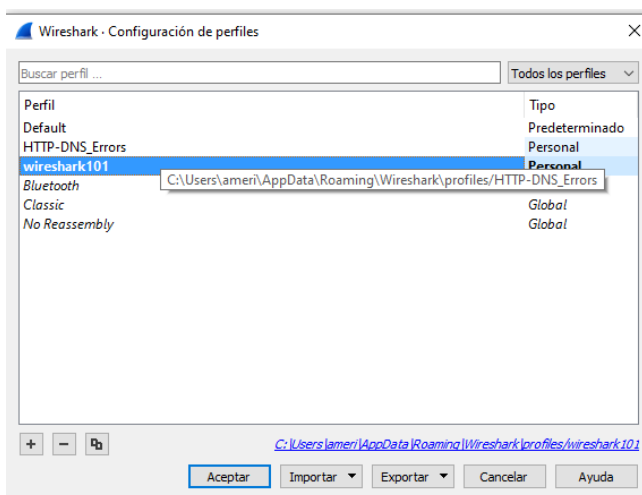 Wireshark · Configuración de perfiles
Buscar perfil ... Todos los perfiles
Perfil Tipo
Default Predeterminado
HTTP-DNS_Errors Personal
wireshark101 Personal
Bluetooth C:\Users\ameri\AppData\Roaming\Wireshark\profiles/HTTP-DNS_Errors
Classic Global
No Reassembly Global
C:\Users\ameri\AppData\Roaming\Wireshark\profiles/wireshark101
Aceptar Importar Exportar Cancelar Ayuda